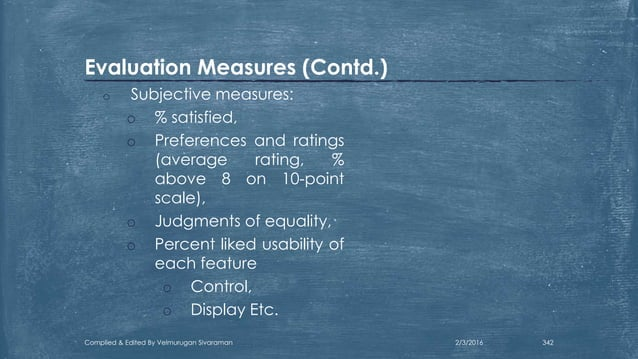 Evaluation Measures (Contd.)
o Subjective measures:
o % satisfied,
o Preferences and ratings
(average rating, %
above 8 on 10-point
scale),
o Judgments of equality,
o Percent liked usability of
each feature
o Control,
o Display Etc.
Complied & Edited By Velmurugan Sivaraman 2/3/2016 342